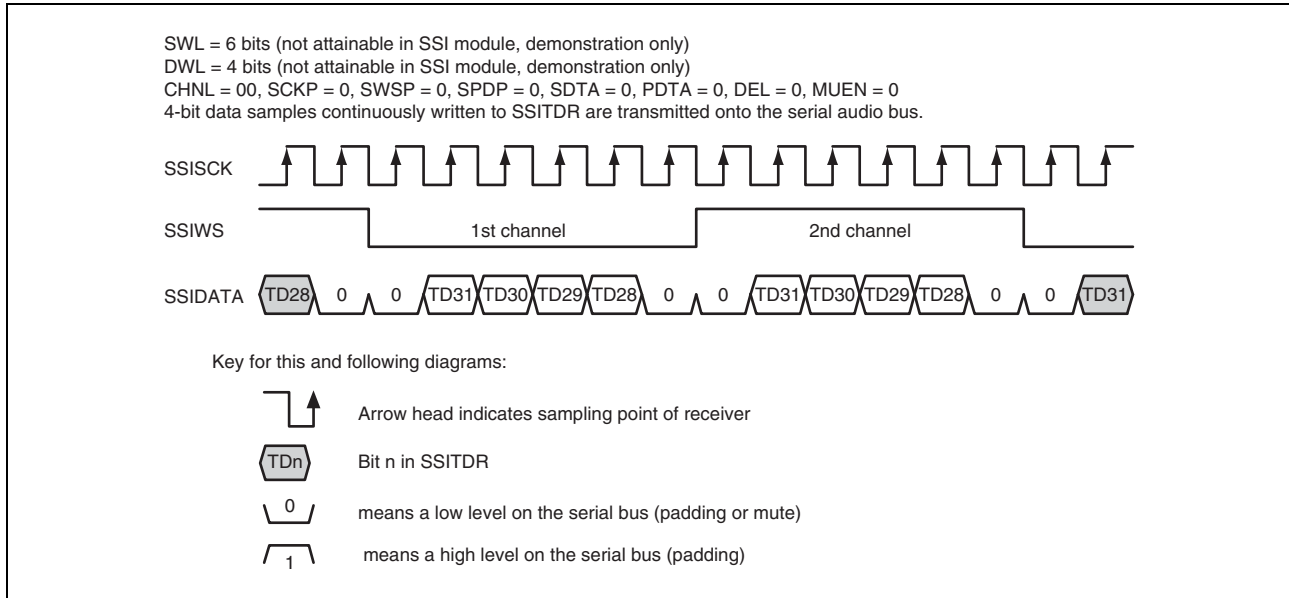 SWL = 6 bits (not attainable in SSI module, demonstration only)
DWL = 4 bits (not attainable in SSI module, demonstration only)
CHNL = 00, SCKP = 0, SWSP = 0, SPDP = 0, SDTA = 0, PDTA = 0, DEL = 0, MUEN = 0
4-bit data samples continuously written to SSITDR are transmitted onto the serial audio bus.
SSISCK
SSIWS 1st channel 2nd channel
SSIDATA TD28 0 0 TD31 TD30 TD29 TD28 0 0 TD31 TD30 TD29 TD28 0 0 TD31
Key for this and following diagrams:
Arrow head indicates sampling point of receiver
TDn Bit n in SSITDR
0 means a low level on the serial bus (padding or mute)
1 means a high level on the serial bus (padding)